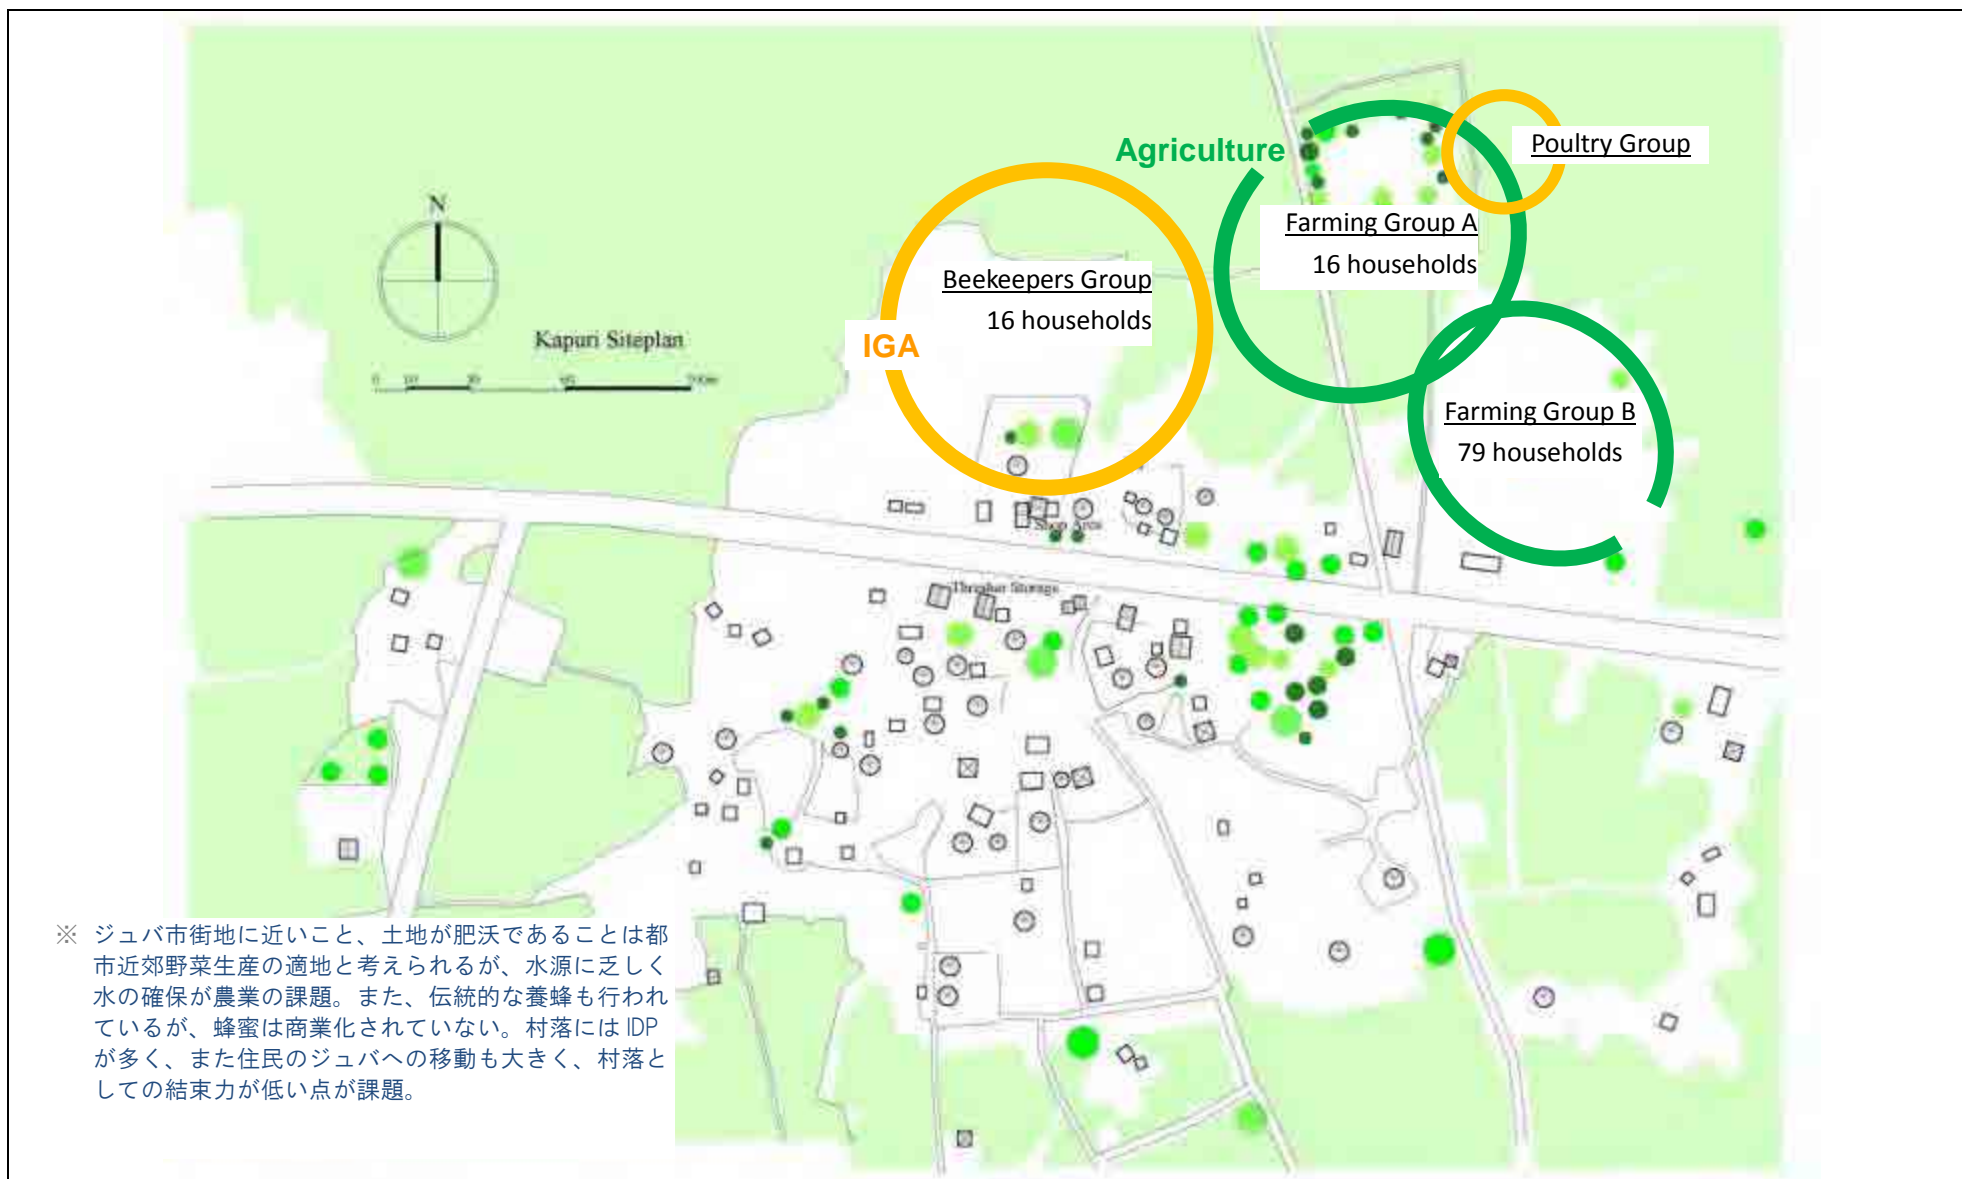 Agriculture
Poultry Group
Farming Group A
16 households
N
Beekeepers Group
16 households
Kapuri Siteplan
IGA
0
Farming Group B
79 households
Shop Area
Thresher Storage
※ ジュバ市街地に近いこと、土地が肥沃であることは都
市近郊野菜生産の適地と考えられるが、水源に乏しく
水の確保が農業の課題。また、伝統的な養蜂も行われ
ているが、蜂蜜は商業化されていない。村落には IDP
が多く、また住民のジュバへの移動も大きく、村落と
しての結束力が低い点が課題。